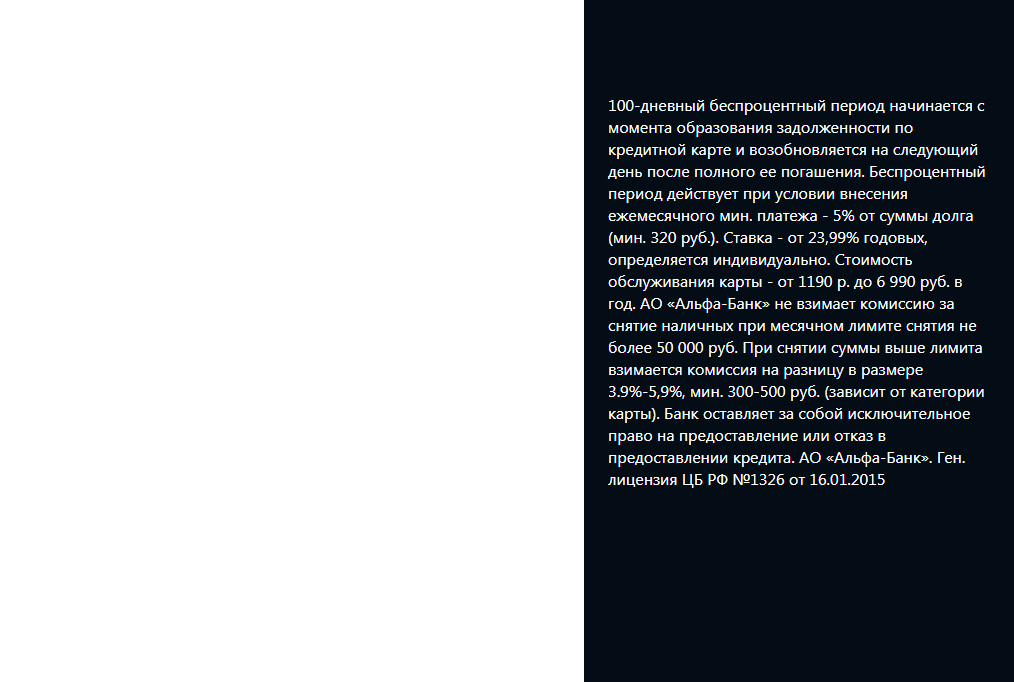 100-дневный беспроцентный период начинается с
момента образования задолженности по
кредитной карте и возобновляется на следующий
день после полного ее погашения. Беспроцентный
период действует при условии внесения
ежемесячного мин. платежа - 5% от суммы долга
(мин. 320 руб.). Ставка - от 23,99% годовых,
определяется индивидуально. Стоимость
обслуживания карты - от 1190 р. до 6 990 руб. в
год. АО «Альфа-Банк» не взимает комиссию за
снятие наличных при месячном лимите снятия не
более 50 000 руб. При снятии суммы выше лимита
взимается комиссия на разницу в размере
3.9%-5,9%, мин. 300-500 руб. (зависит от категории
карты). Банк оставляет за собой исключительное
право на предоставление или отказ в
предоставлении кредита. АО «Альфа-Банк». Ген.
лицензия ЦБ РФ №1326 от 16.01.2015